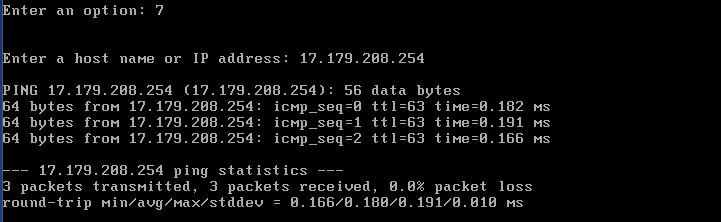 Enter an option: 7
Enter a host name or IP address: 17.179.208.254
PING 17.179.208.254 (17.179.208.254): 56 data bytes
64 bytes from 17.179.208.254: icmp_seq=0 ttl=63 time=0.182 ms
64 bytes from 17.179.208.254: icmp_seq=1 ttl=63 time=0.191 ms
64 bytes from 17.179.208.254: icmp_seq=2 ttl=63 time=0.166 ms
--- 17.179.208.254 ping statistics ---
3 packets transmitted, 3 packets received, 0.0% packet loss
round-trip min/avg/max/stddev = 0.166/0.180/0.191/0.010 ms